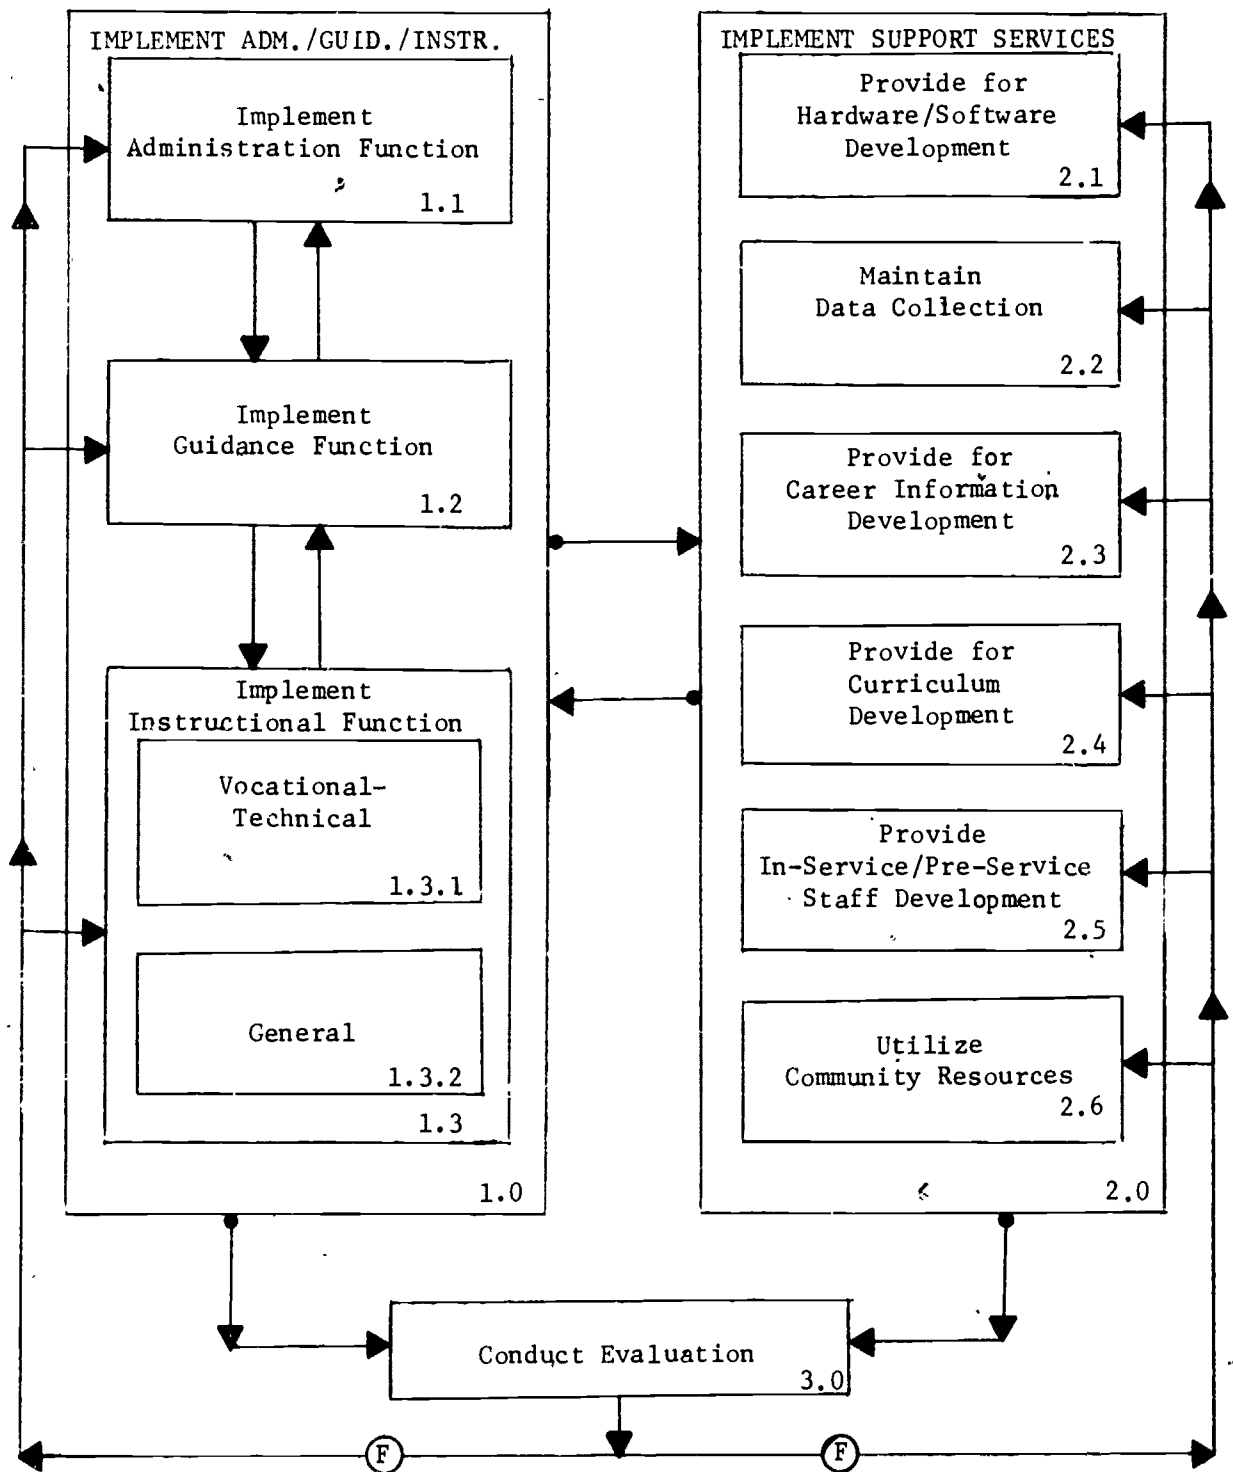 IMPLEMENT ADM./GUID./INSTR.
Implement
Administration Function
1.1
Implement
Guidance Function
1.2
Implement
Instructional Function
Vocational-
Technical
1.3.1
General
1.3.2
1.3
1.0
IMPLEMENT SUPPORT SERVICES
Provide for
Hardware/Software
Development
2.1
Maintain
Data Collection
2.2
Provide for
Career Information
Development
2.3
Provide for
Curriculum
Development
2.4
Provide
In-Service/Pre-Service
Staff Development
2.5
Utilize
Community Resources
2.6
2.0
Conduct Evaluation
3.0
F
F